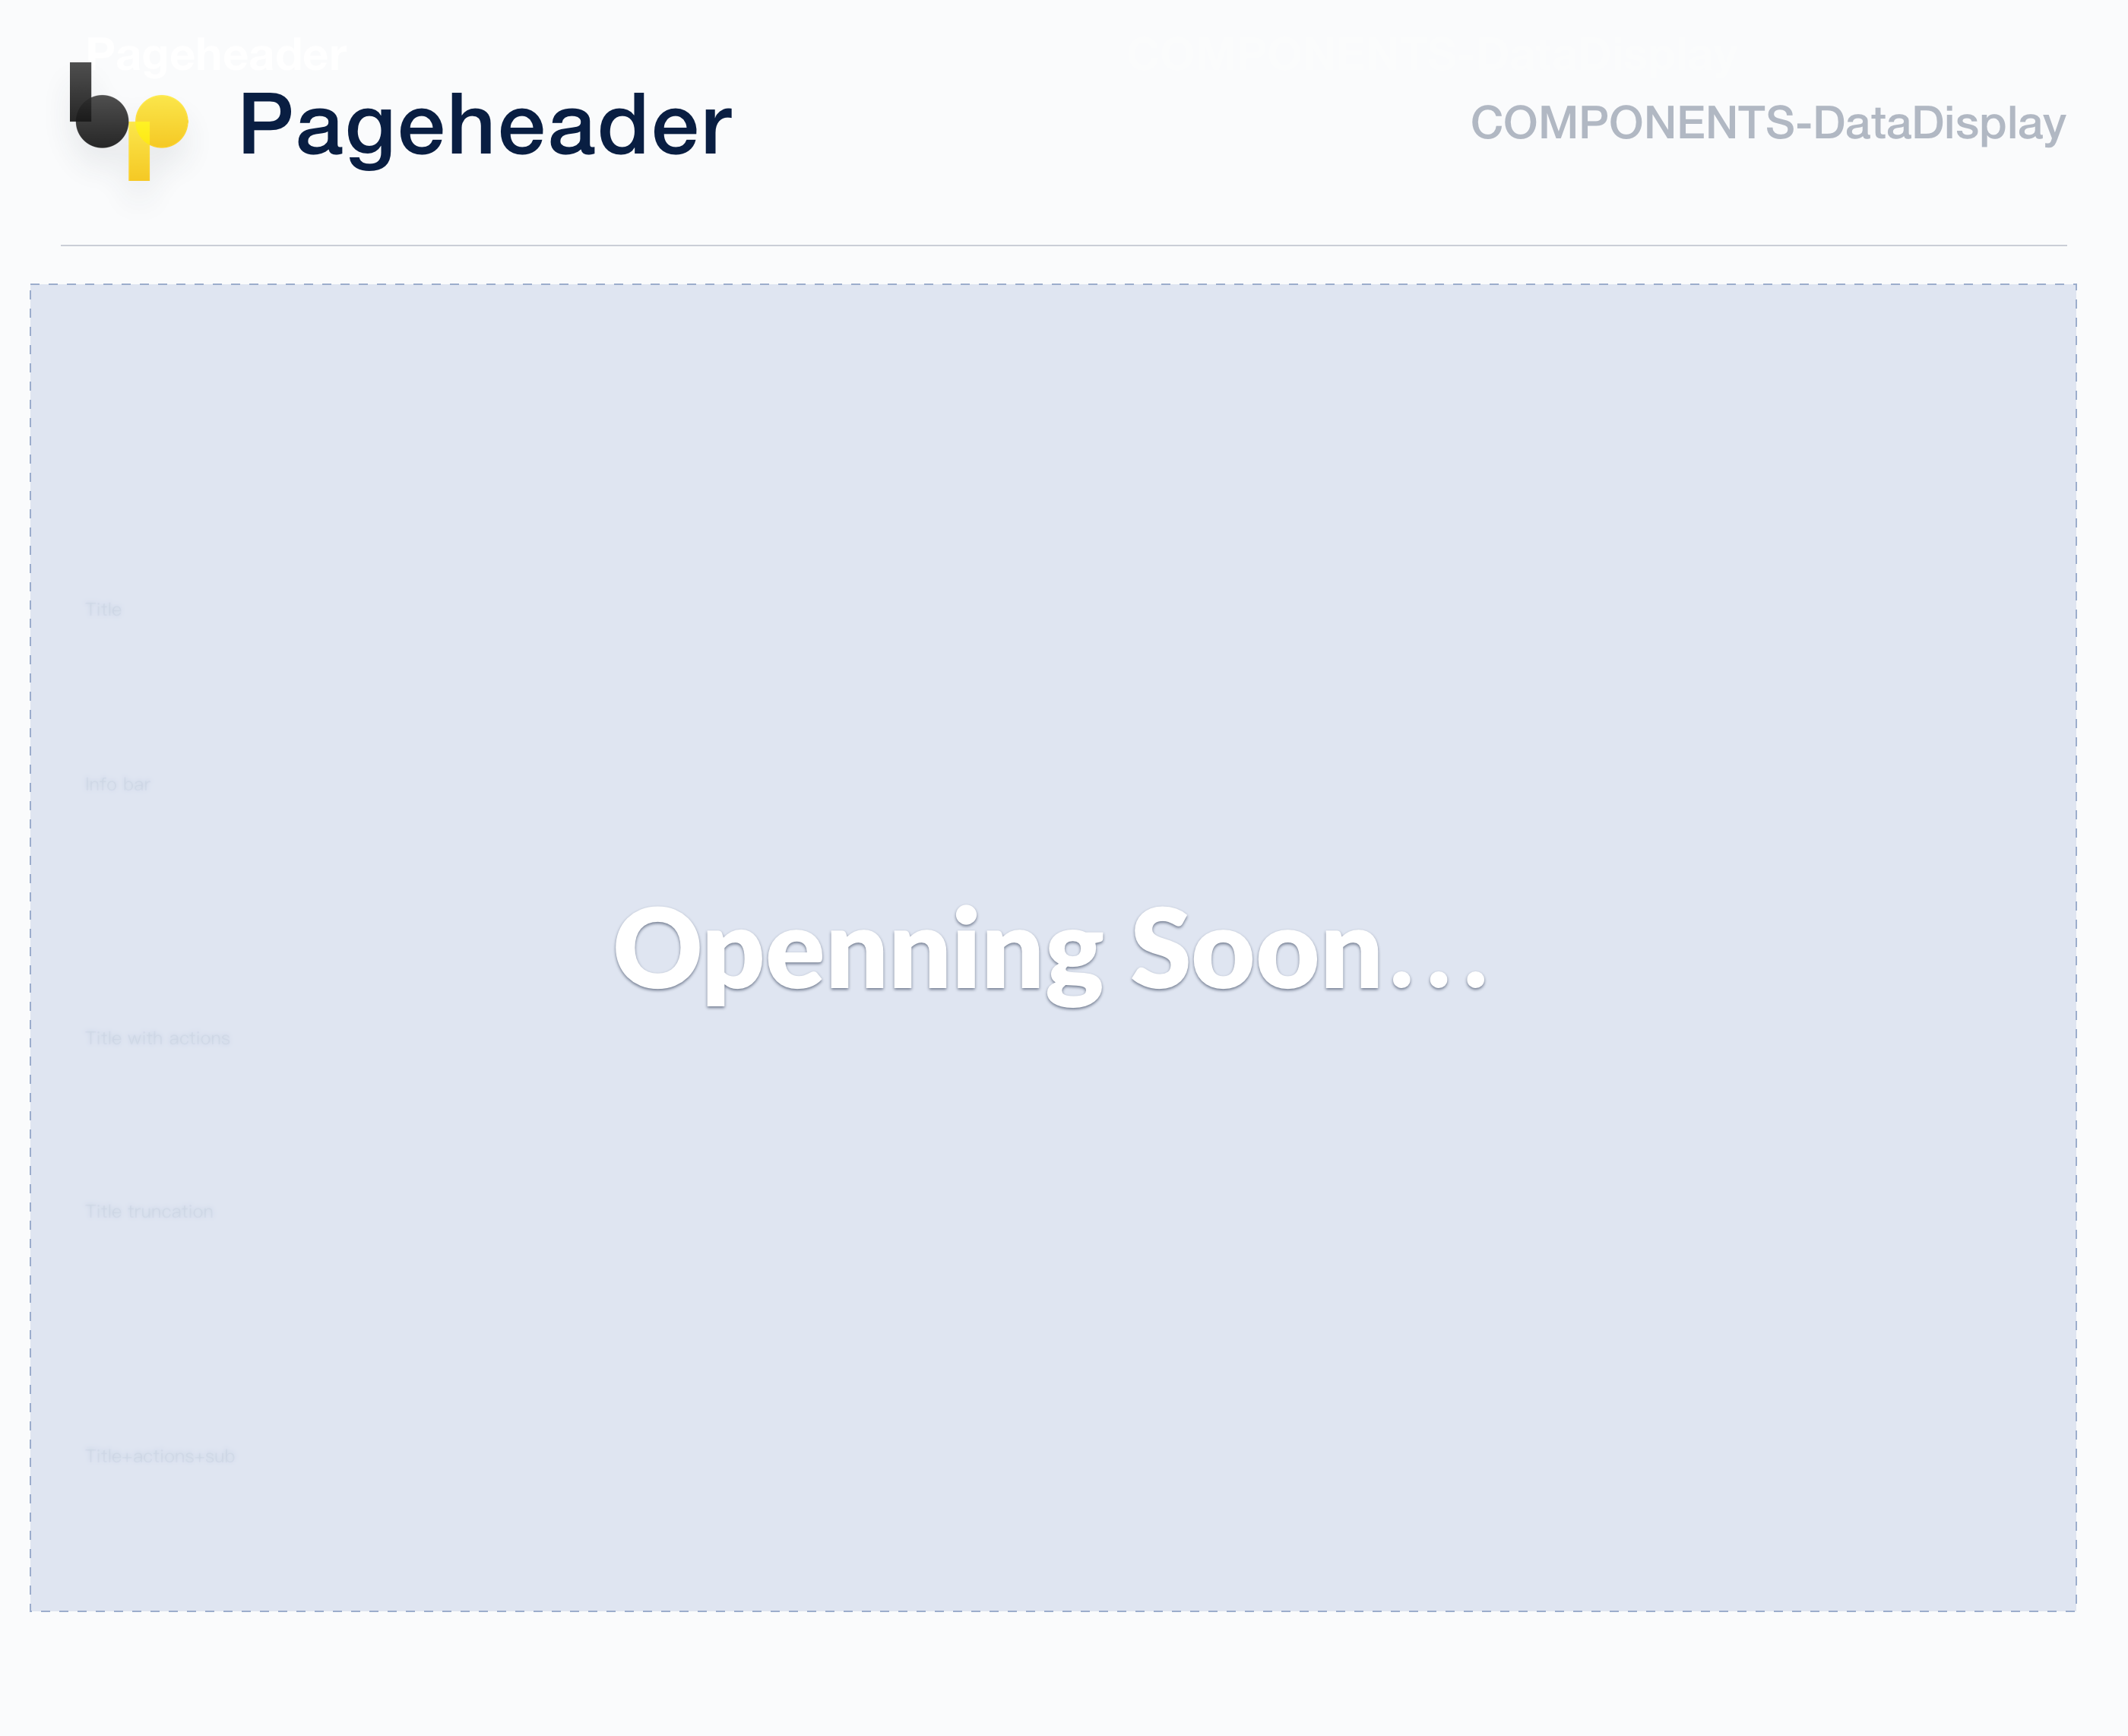 Pageheader
COMPONENTS-DataDisplay
bp
Pageheader
COMPONENTS-DataDisplay
Title
Info bar
Openning Soon...
Title with actions
Title truncation
Title+actions+sub